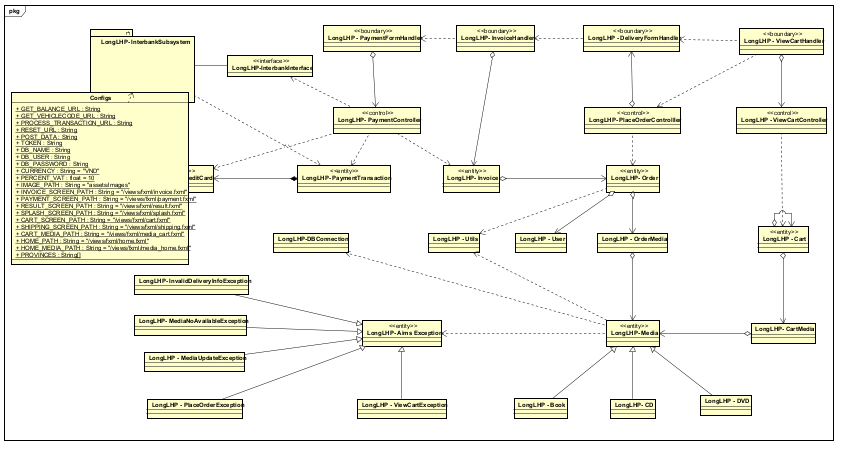 pkg
LongLHP- InterbankSubsystem
<<interface>>
LongLHP-InterbankInterface
<<boundary>>
LongLHP - PaymentFormHandler
<<boundary>>
LongLHP- InvoiceHandler
<<boundary>>
LongLHP - DeliveryFormHandler
<<boundary>>
LongLHP - ViewCartHandler
Configs
+ GET_BALANCE_URL : String
+ GET_VEHICLECODE_URL : String
+ PROCESS_TRANSACTION_URL : String
+ RESET_URL : String
+ POST_DATA : String
+ TOKEN : String
+ DB_NAME : String
+ DB_USER : String
+ DB_PASSWORD : String
+ CURRENCY : String = "VND"
+ PERCENT_VAT : float = 10
+ IMAGE_PATH : String = "assets/images"
+ INVOICE_SCREEN_PATH : String = "/views/fxml/invoice.fxml"
+ PAYMENT_SCREEN_PATH : String = "/views/fxml/payment.fxml"
+ RESULT_SCREEN_PATH : String = "/views/fxml/result.fxml"
+ SPLASH_SCREEN_PATH : String = "/views/fxml/splash.fxml"
+ CART_SCREEN_PATH : String = "/views/fxml/cart.fxml"
+ SHIPPING_SCREEN_PATH : String = "/views/fxml/shipping.fxml"
+ CART_MEDIA_PATH : String = "/views/fxml/media_cart.fxml"
+ HOME_PATH : String = "/views/fxml/home.fxml"
+ HOME_MEDIA_PATH : String = "/views/fxml/media_home.fxml"
+ PROVINCES : String[]
<<control>>
LongLHP - PaymentController
<<control>>
LongLHP - PlaceOrderController
<<control>>
LongLHP - ViewCartController
>>
editCard
<<entity>>
LongLHP - PaymentTransaction
<<entity>>
LongLHP- Invoice
<<entity>>
LongLHP- Order
LongLHP-DBConnection
LongLHP - Utils
LongLHP - User
LongLHP - OrderMedia
<<entity>>
LongLHP - Cart
LongLHP - InvalidDeliveryInfoException
LongLHP- MediaNoAvailableException
LongLHP - MediaUpdateException
LongLHP - PlaceOrderException
<<entity>>
LongLHP-Aims Exception
LongLHP - ViewCartException
<<entity>>
LongLHP-Media
LongLHP- CartMedia
LongLHP - Book
LongLHP- CD
LongLHP - DVD